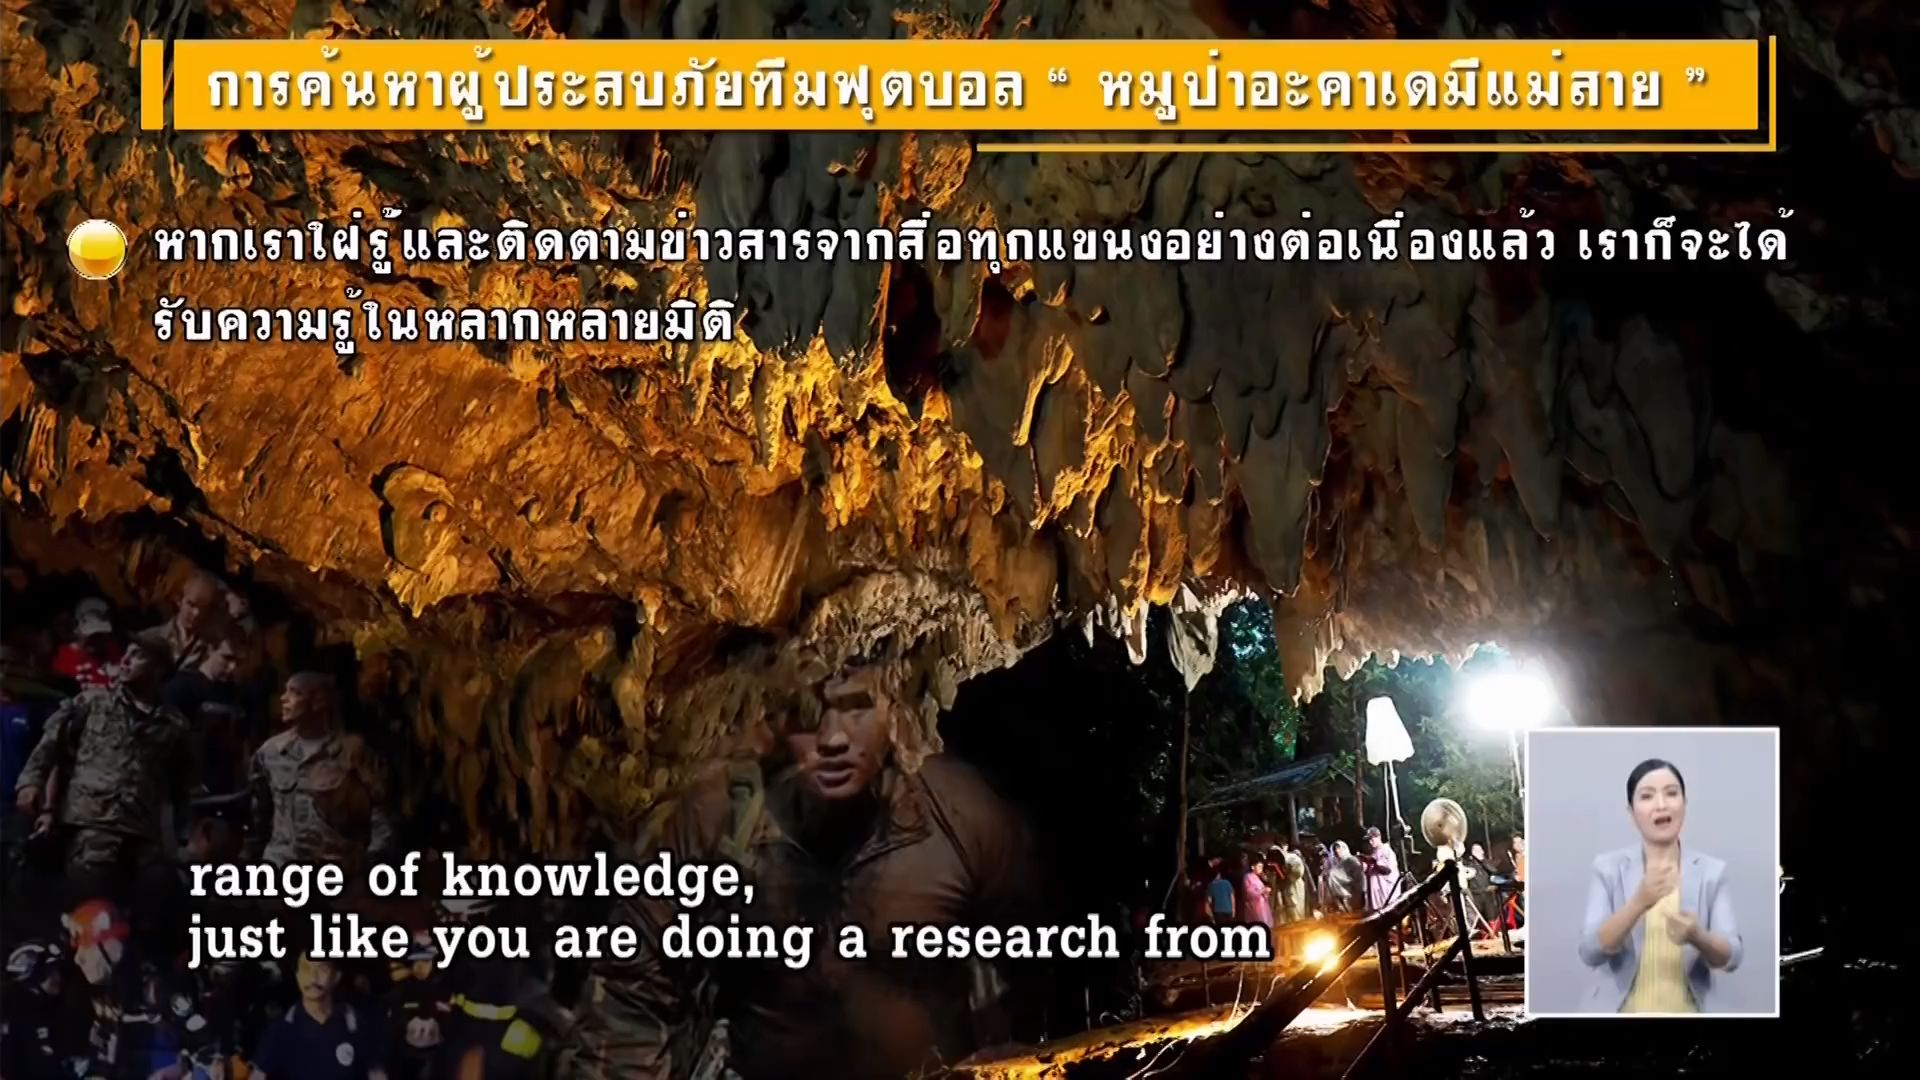 การค้นหาผู้ประสบภัยทีมฟุตบอล “ หมูป่าอะคาเดมีแม่สาย ”
หากเราใฝ่รู้และติดตามข่าวสารจากสื่อทุกแขนงอย่างต่อเนื่องแล้ว เราก็จะได้
รับความรู้ในหลากหลายมิติ
range of knowledge,
just like you are doing a research from